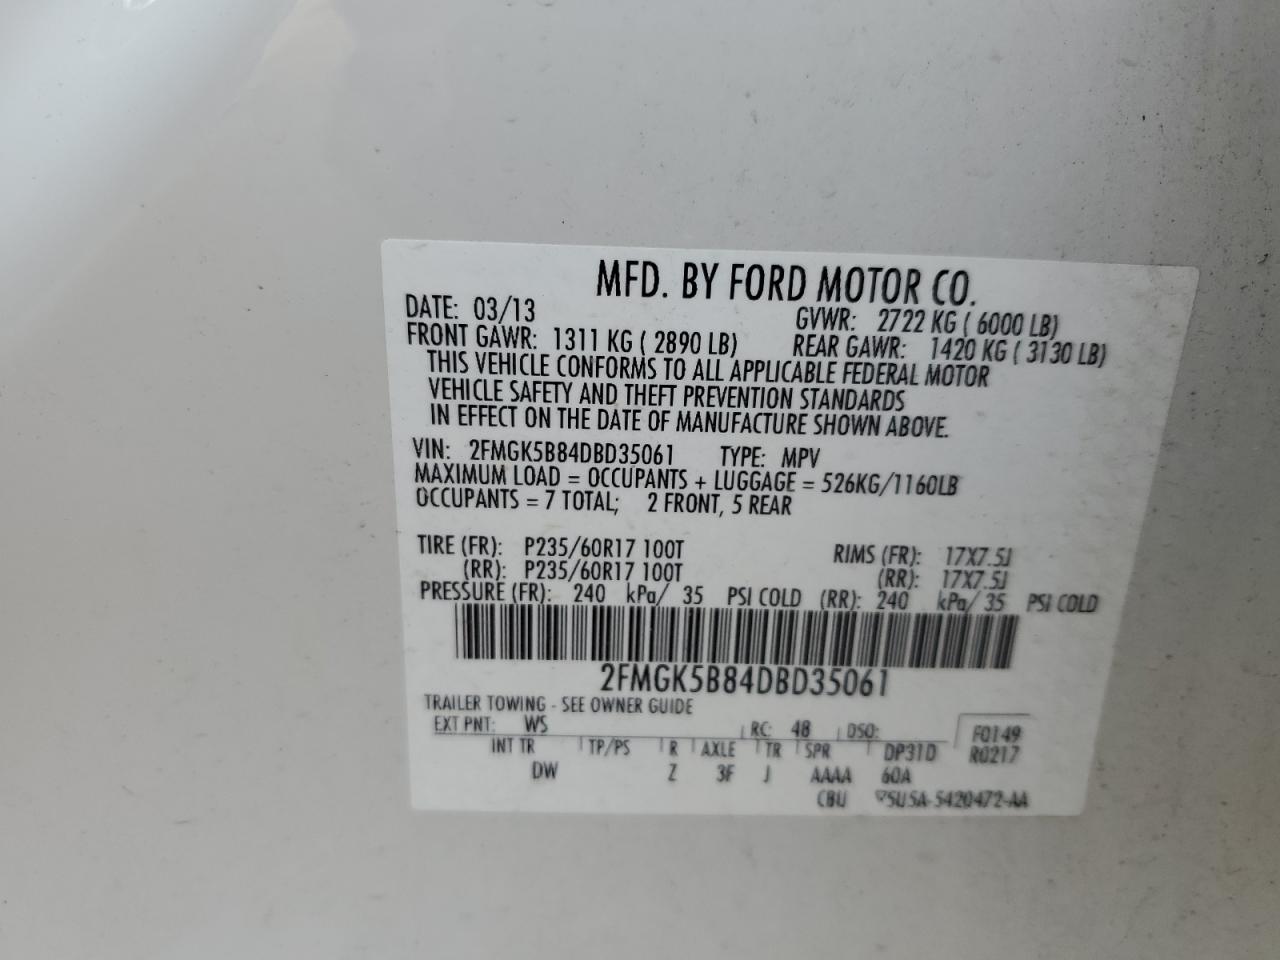 MFD. BY FORD MOTOR CO.
DATE: 03/13 GVWR: 2722 KG ( 6000 LB)
FRONT GAWR: 1311 KG ( 2890 LB) REAR GAWR: 1420 KG ( 3130 LB)
THIS VEHICLE CONFORMS TO ALL APPLICABLE FEDERAL MOTOR
VEHICLE SAFETY AND THEFT PREVENTION STANDARDS
IN EFFECT ON THE DATE OF MANUFACTURE SHOWN ABOVE.
VIN: 2FMGK5B84DBD35061 TYPE: MPV
MAXIMUM LOAD = OCCUPANTS + LUGGAGE = 526KG/1160LB
OCCUPANTS = 7 TOTAL; 2 FRONT, 5 REAR
TIRE (FR): P235/60R17 100T RIMS (FR): 17X7.5J
(RR): P235/60R17 100T (RR): 17X7.5J
PRESSURE (FR): 240 kPa/ 35 PSI COLD (RR): 240 kPa/ 35 PSI COLD
2FMGK5B84DBD35061
TRAILER TOWING - SEE OWNER GUIDE
EXT PNT: WS RC: 48 DSO: F0149
INT TR TP/PS R AXLE TR SPR DP31D R0217
DW Z 3F J AAAA 60A
CBU 5U5A-5420472-AA